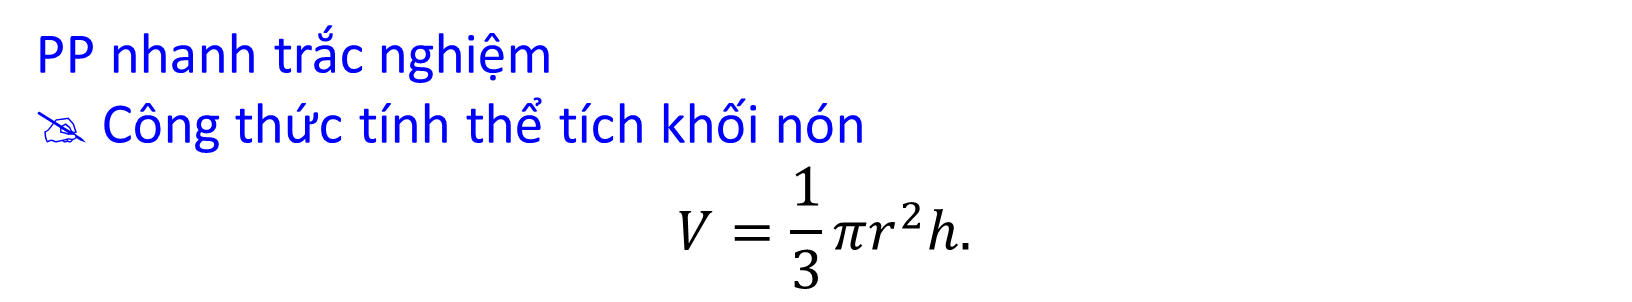 PP nhanh trắc nghiệm
Công thức tính thể tích khối nón
V = 1/3 πr²h.